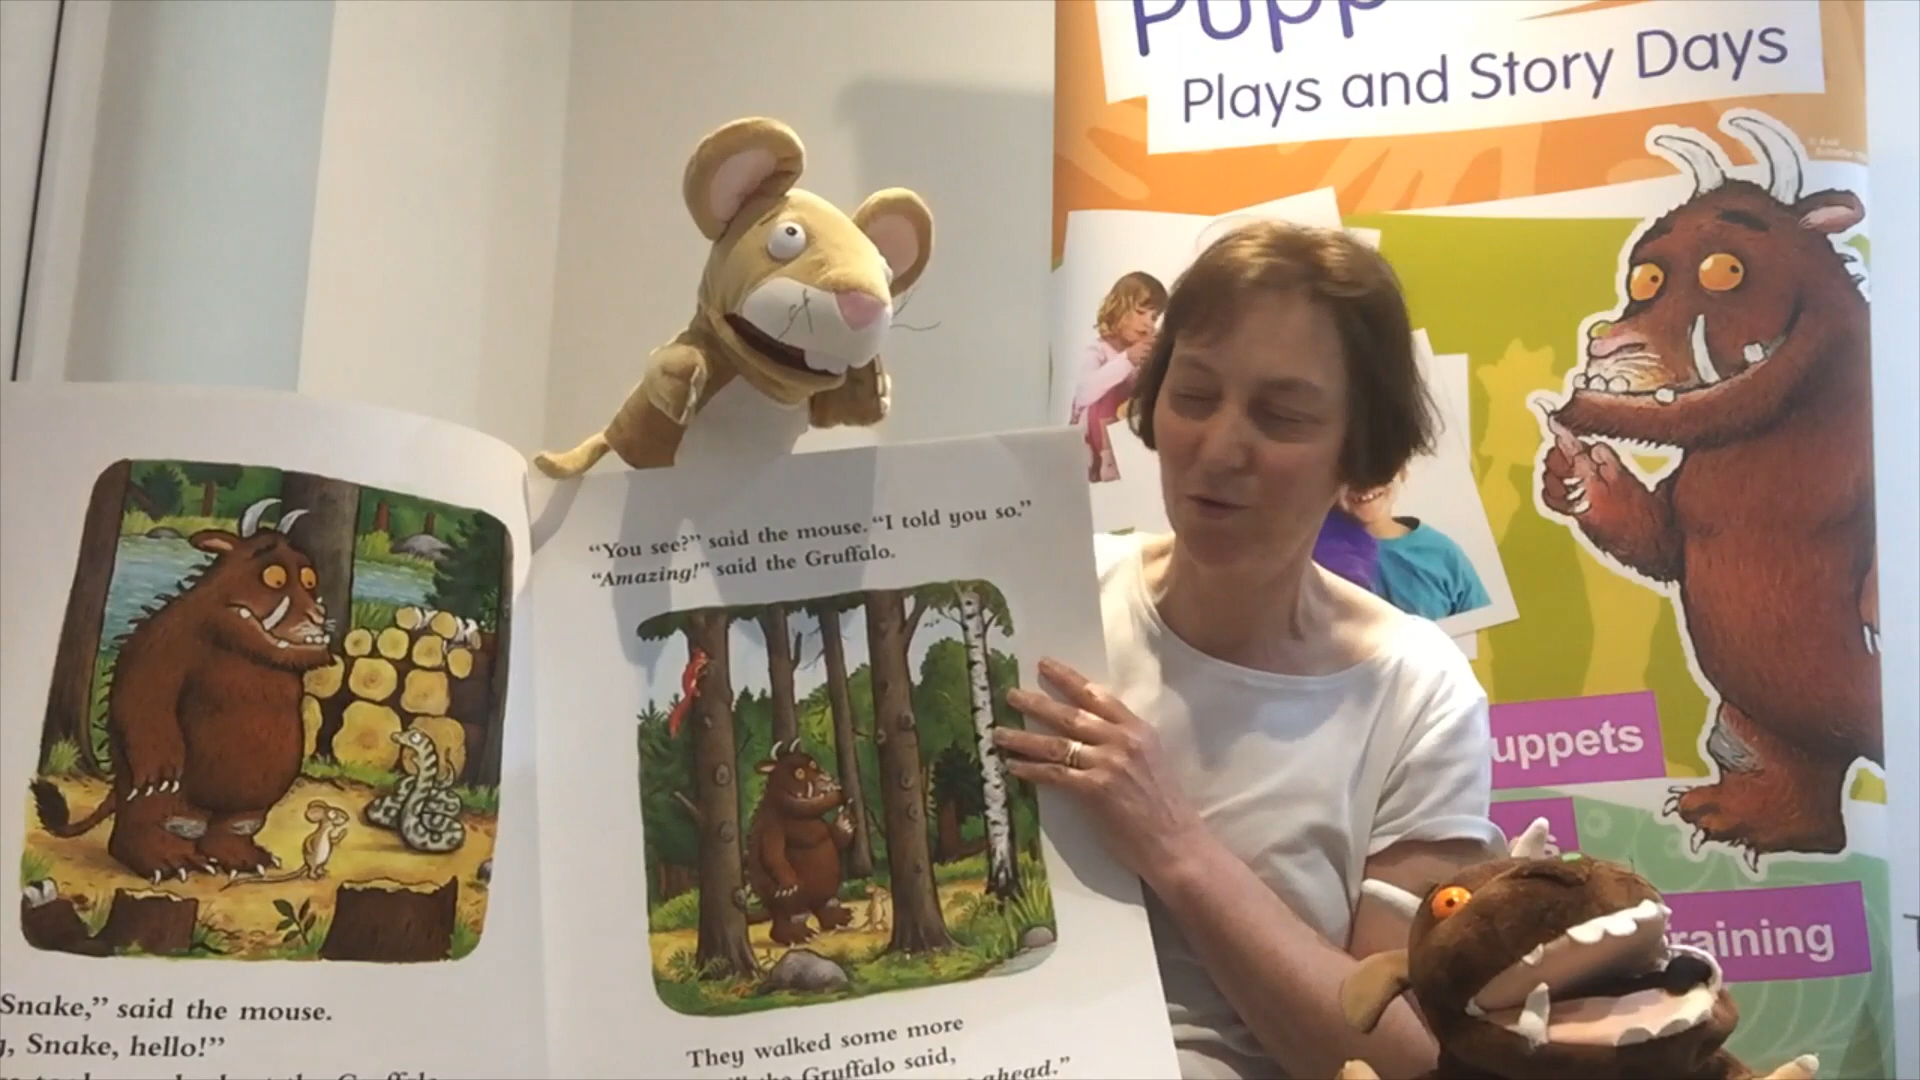 Plays and Story Days
"You see?" said the mouse. "I told you so."
"Amazing!" said the Gruffalo.
Snake," said the mouse.
Snake, hello!"
They walked some more
Gruffalo said,
ahead."
uppets
raining